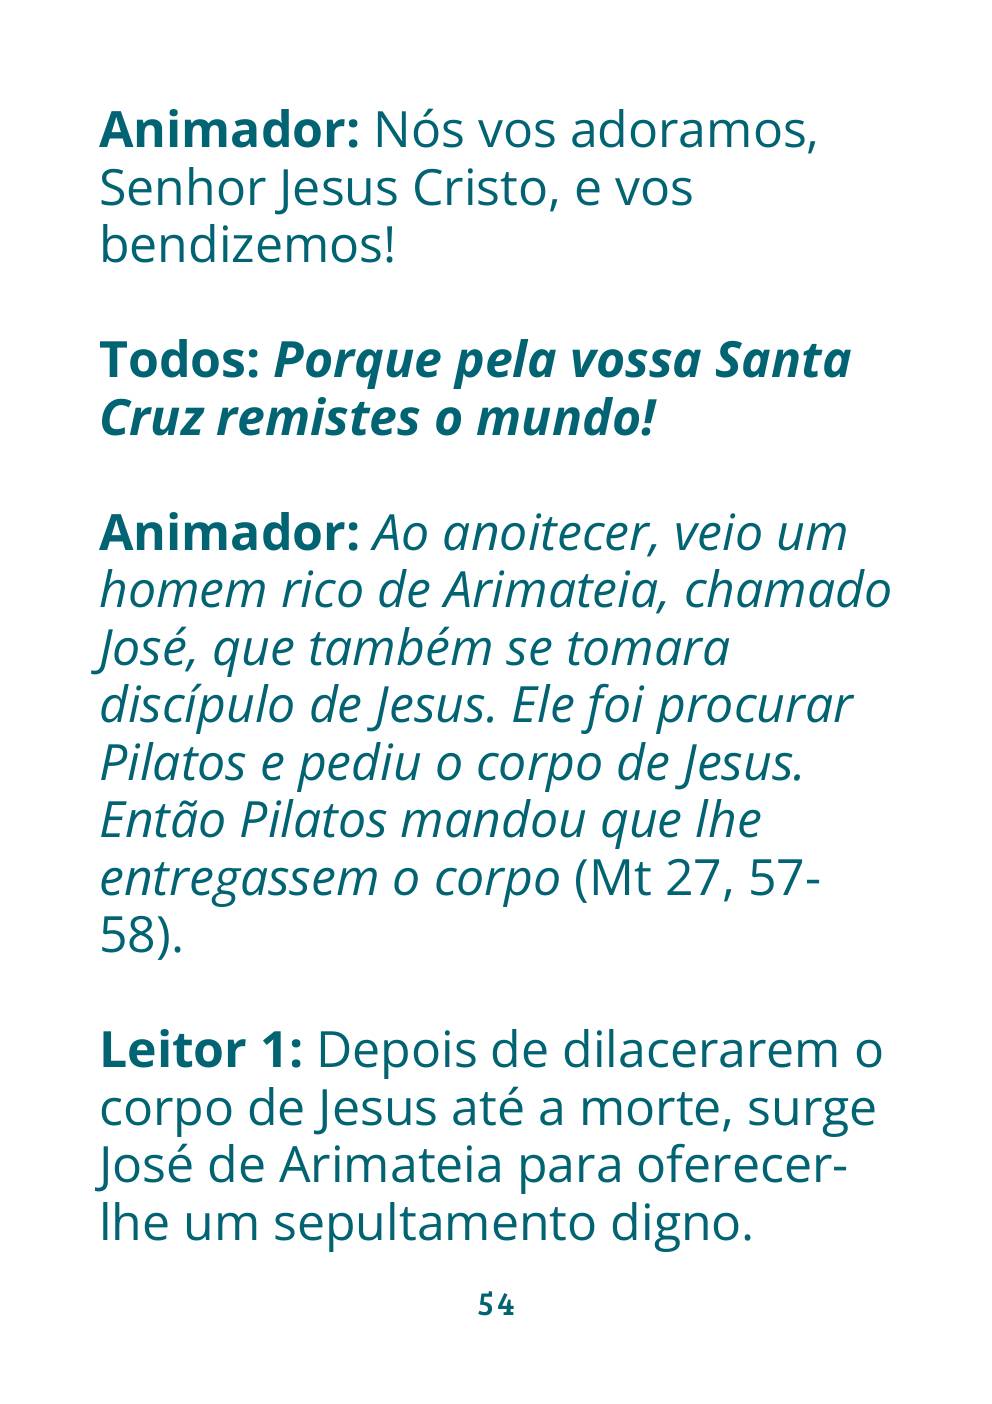 Animador: Nós vos adoramos,
Senhor Jesus Cristo, e vos
bendizemos!
Todos: Porque pela vossa Santa
Cruz remistes o mundo!
Animador: Ao anoitecer, veio um
homem rico de Arimateia, chamado
José, que também se tomara
discípulo de Jesus. Ele foi procurar
Pilatos e pediu o corpo de Jesus.
Então Pilatos mandou que lhe
entregassem o corpo (Mt 27, 57-
58).
Leitor 1: Depois de dilacerarem o
corpo de Jesus até a morte, surge
José de Arimateia para oferecer-
lhe um sepultamento digno.
54